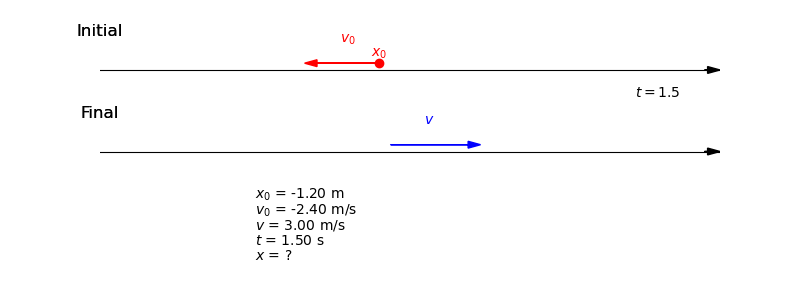 Initial
v₀
x₀
t = 1.5
Final
v
x₀ = -1.20 m
v₀ = -2.40 m/s
v = 3.00 m/s
t = 1.50 s
x = ?